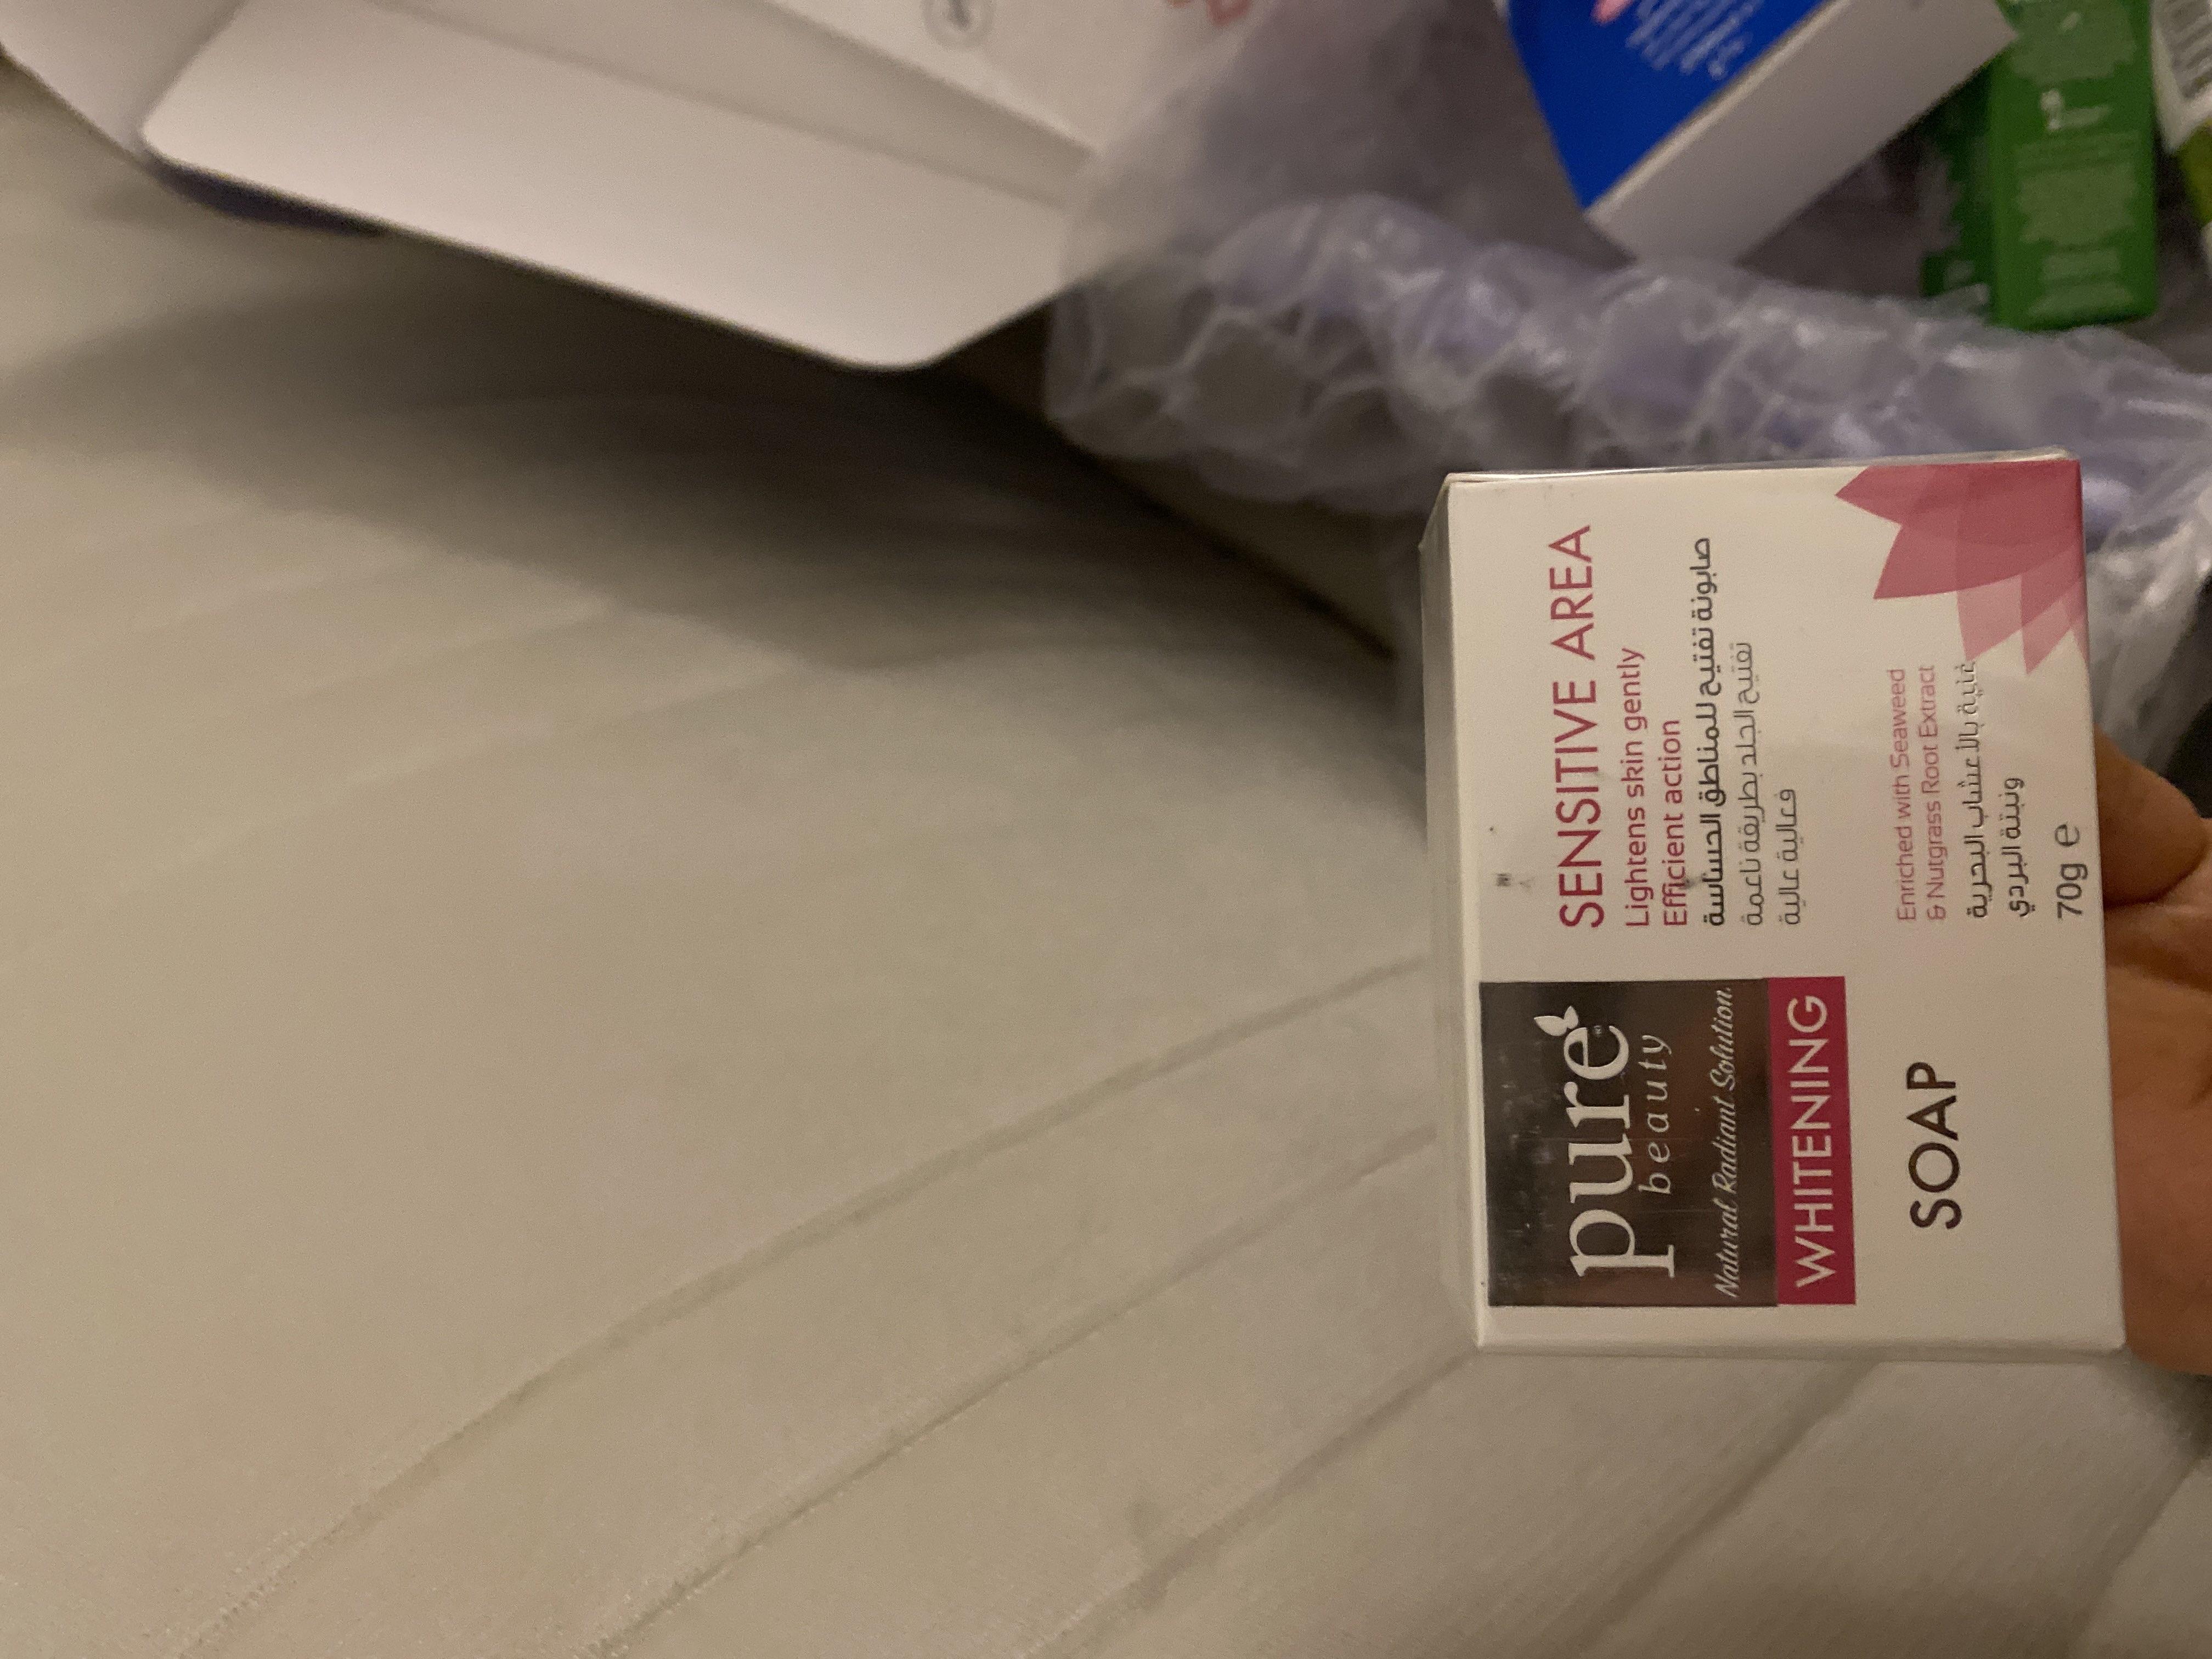 pure
beauty
Natural Radiant Solution.
WHITENING
SOAP
SENSITIVE AREA
Lightens skin gently
Efficient action
صابونة تفتيح للمناطق الحساسة
تفتيح الجلد بطريقة ناعمة
فعالية عالية
Enriched with Seaweed
& Nutgrass Root Extract
غنية بالأعشاب البحرية
ونبتة البردي
70g e